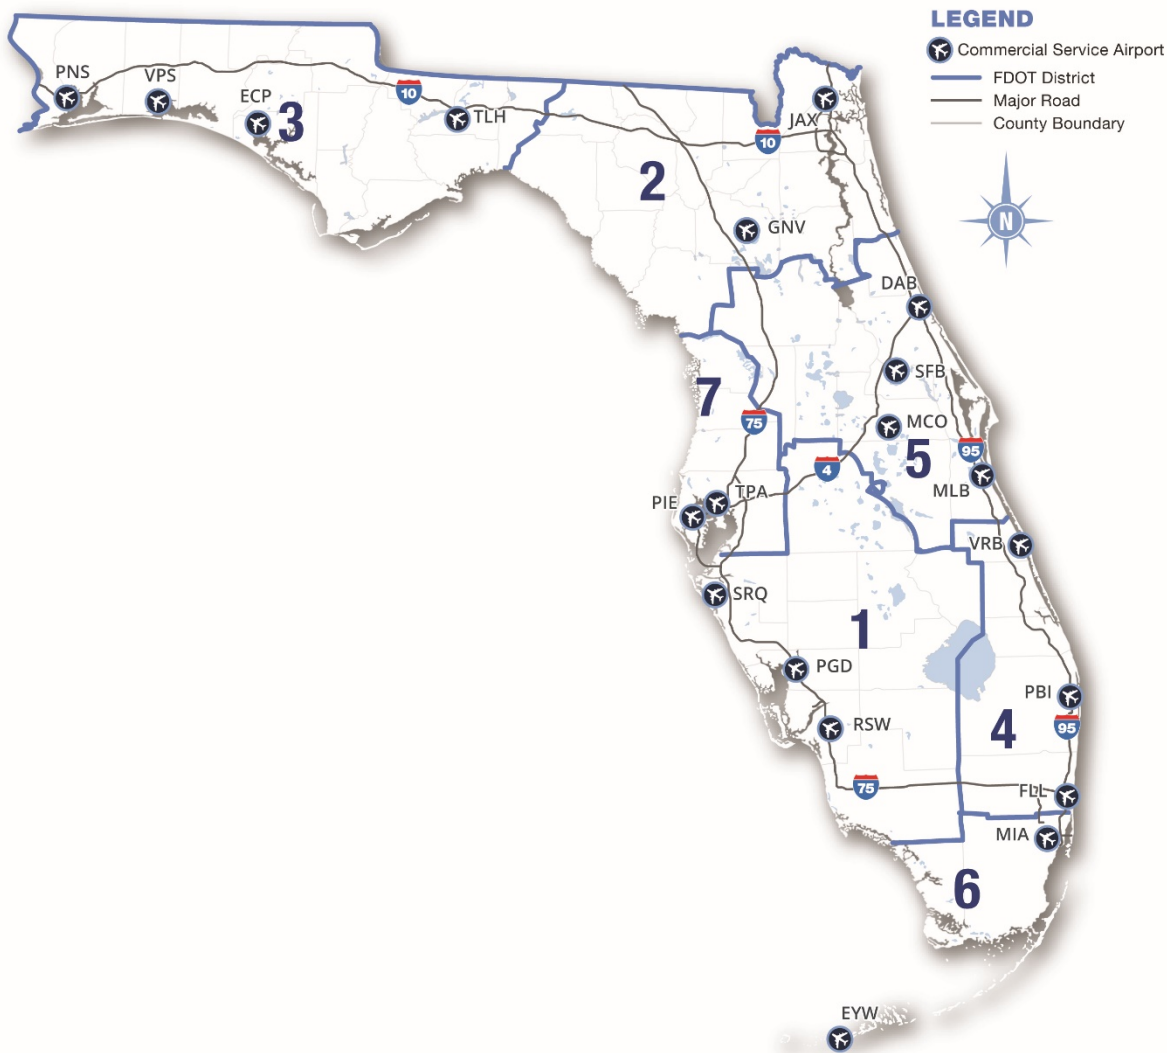 LEGEND
Commercial Service Airport
FDOT District
Major Road
County Boundary
N
PNS
VPS
ECP
3
10
TLH
JAX
10
2
GNV
DAB
SFB
7
75
MCO
5
95
4
MLB
TPA
PIE
VRB
SRQ
1
PGD
PBI
4
95
RSW
75
FLL
MIA
6
EYW